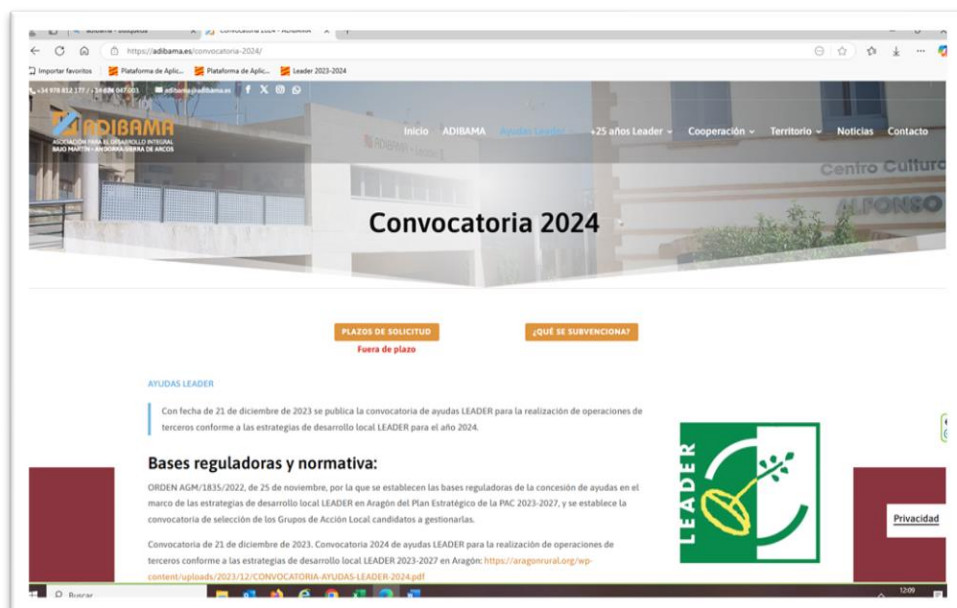 adibama - Búsqueda
Convocatoria 2024 - ADIBAMA
https://adibama.es/convocatoria-2024/
Importar favoritos
Plataforma de Aplic...
Plataforma de Aplic...
Leader 2023-2024
adibama@adibama.es
ADIBAMA
ASOCIACIÓN PARA EL DESARROLLO INTEGRAL
BAJO MARTÍN - ANDORRA-SIERRA DE ARCOS
Inicio ADIBAMA Ayudas Leader +25 años Leader Cooperación Territorio Noticias Contacto
Centro Cultura
ALFONSO
Convocatoria 2024
PLAZOS DE SOLICITUD
¿QUÉ SE SUBVENCIONA?
Fuera de plazo
AYUDAS LEADER
Con fecha de 21 de diciembre de 2023 se publica la convocatoria de ayudas LEADER para la realización de operaciones de
terceros conforme a las estrategias de desarrollo local LEADER para el año 2024.
Bases reguladoras y normativa:
ORDEN AGM/1835/2022, de 25 de noviembre, por la que se establecen las bases reguladoras de la concesión de ayudas en el
marco de las estrategias de desarrollo local LEADER en Aragón del Plan Estratégico de la PAC 2023-2027, y se establece la
convocatoria de selección de los Grupos de Acción Local candidatos a gestionarlas.
Convocatoria de 21 de diciembre de 2023. Convocatoria 2024 de ayudas LEADER para la realización de operaciones de
terceros conforme a las estrategias de desarrollo local LEADER 2023-2027 en Aragón: https://aragonrural.org/wp-
content/uploads/2023/12/CONVOCATORIA-AYUDAS-LEADER-2024.pdf
LEADER
Privacidad
Buscar
12:09